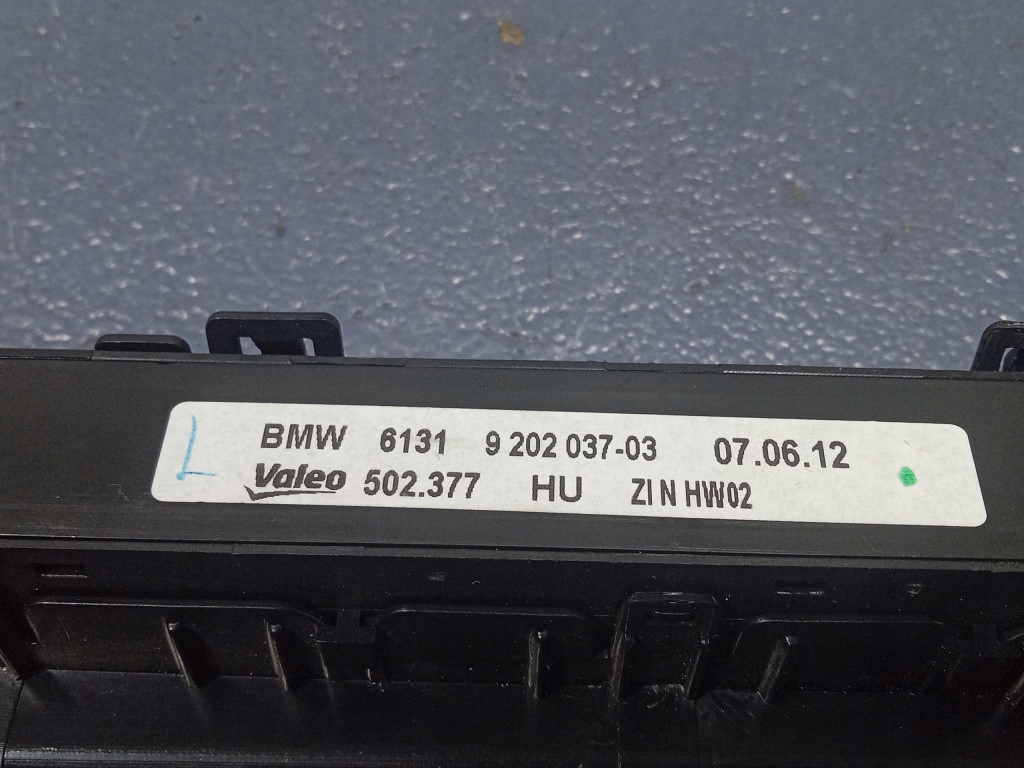 BMW 6131 9 202 037-03 07.06.12
Valeo 502.377 HU ZI N HW02